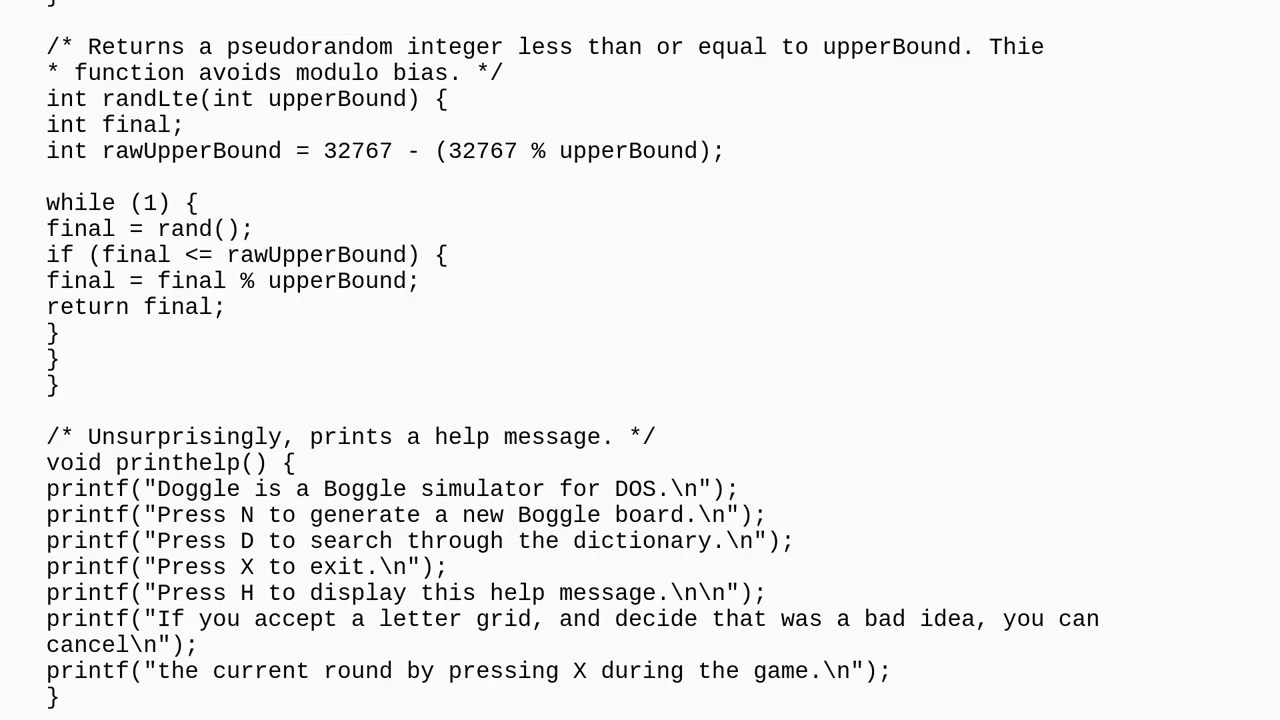 }
/* Returns a pseudorandom integer less than or equal to upperBound. Thie
* function avoids modulo bias. */
int randLte(int upperBound) {
int final;
int rawUpperBound = 32767 - (32767 % upperBound);
while (1) {
final = rand();
if (final <= rawUpperBound) {
final = final % upperBound;
return final;
}
}
}
/* Unsurprisingly, prints a help message. */
void printhelp() {
printf("Doggle is a Boggle simulator for DOS.\n");
printf("Press N to generate a new Boggle board.\n");
printf("Press D to search through the dictionary.\n");
printf("Press X to exit.\n");
printf("Press H to display this help message.\n\n");
printf("If you accept a letter grid, and decide that was a bad idea, you can
cancel\n");
printf("the current round by pressing X during the game.\n");
}